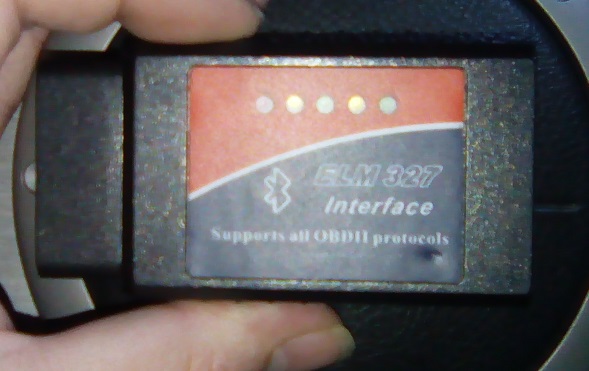 ELM 327
Interface
Supports all OBDII protocols